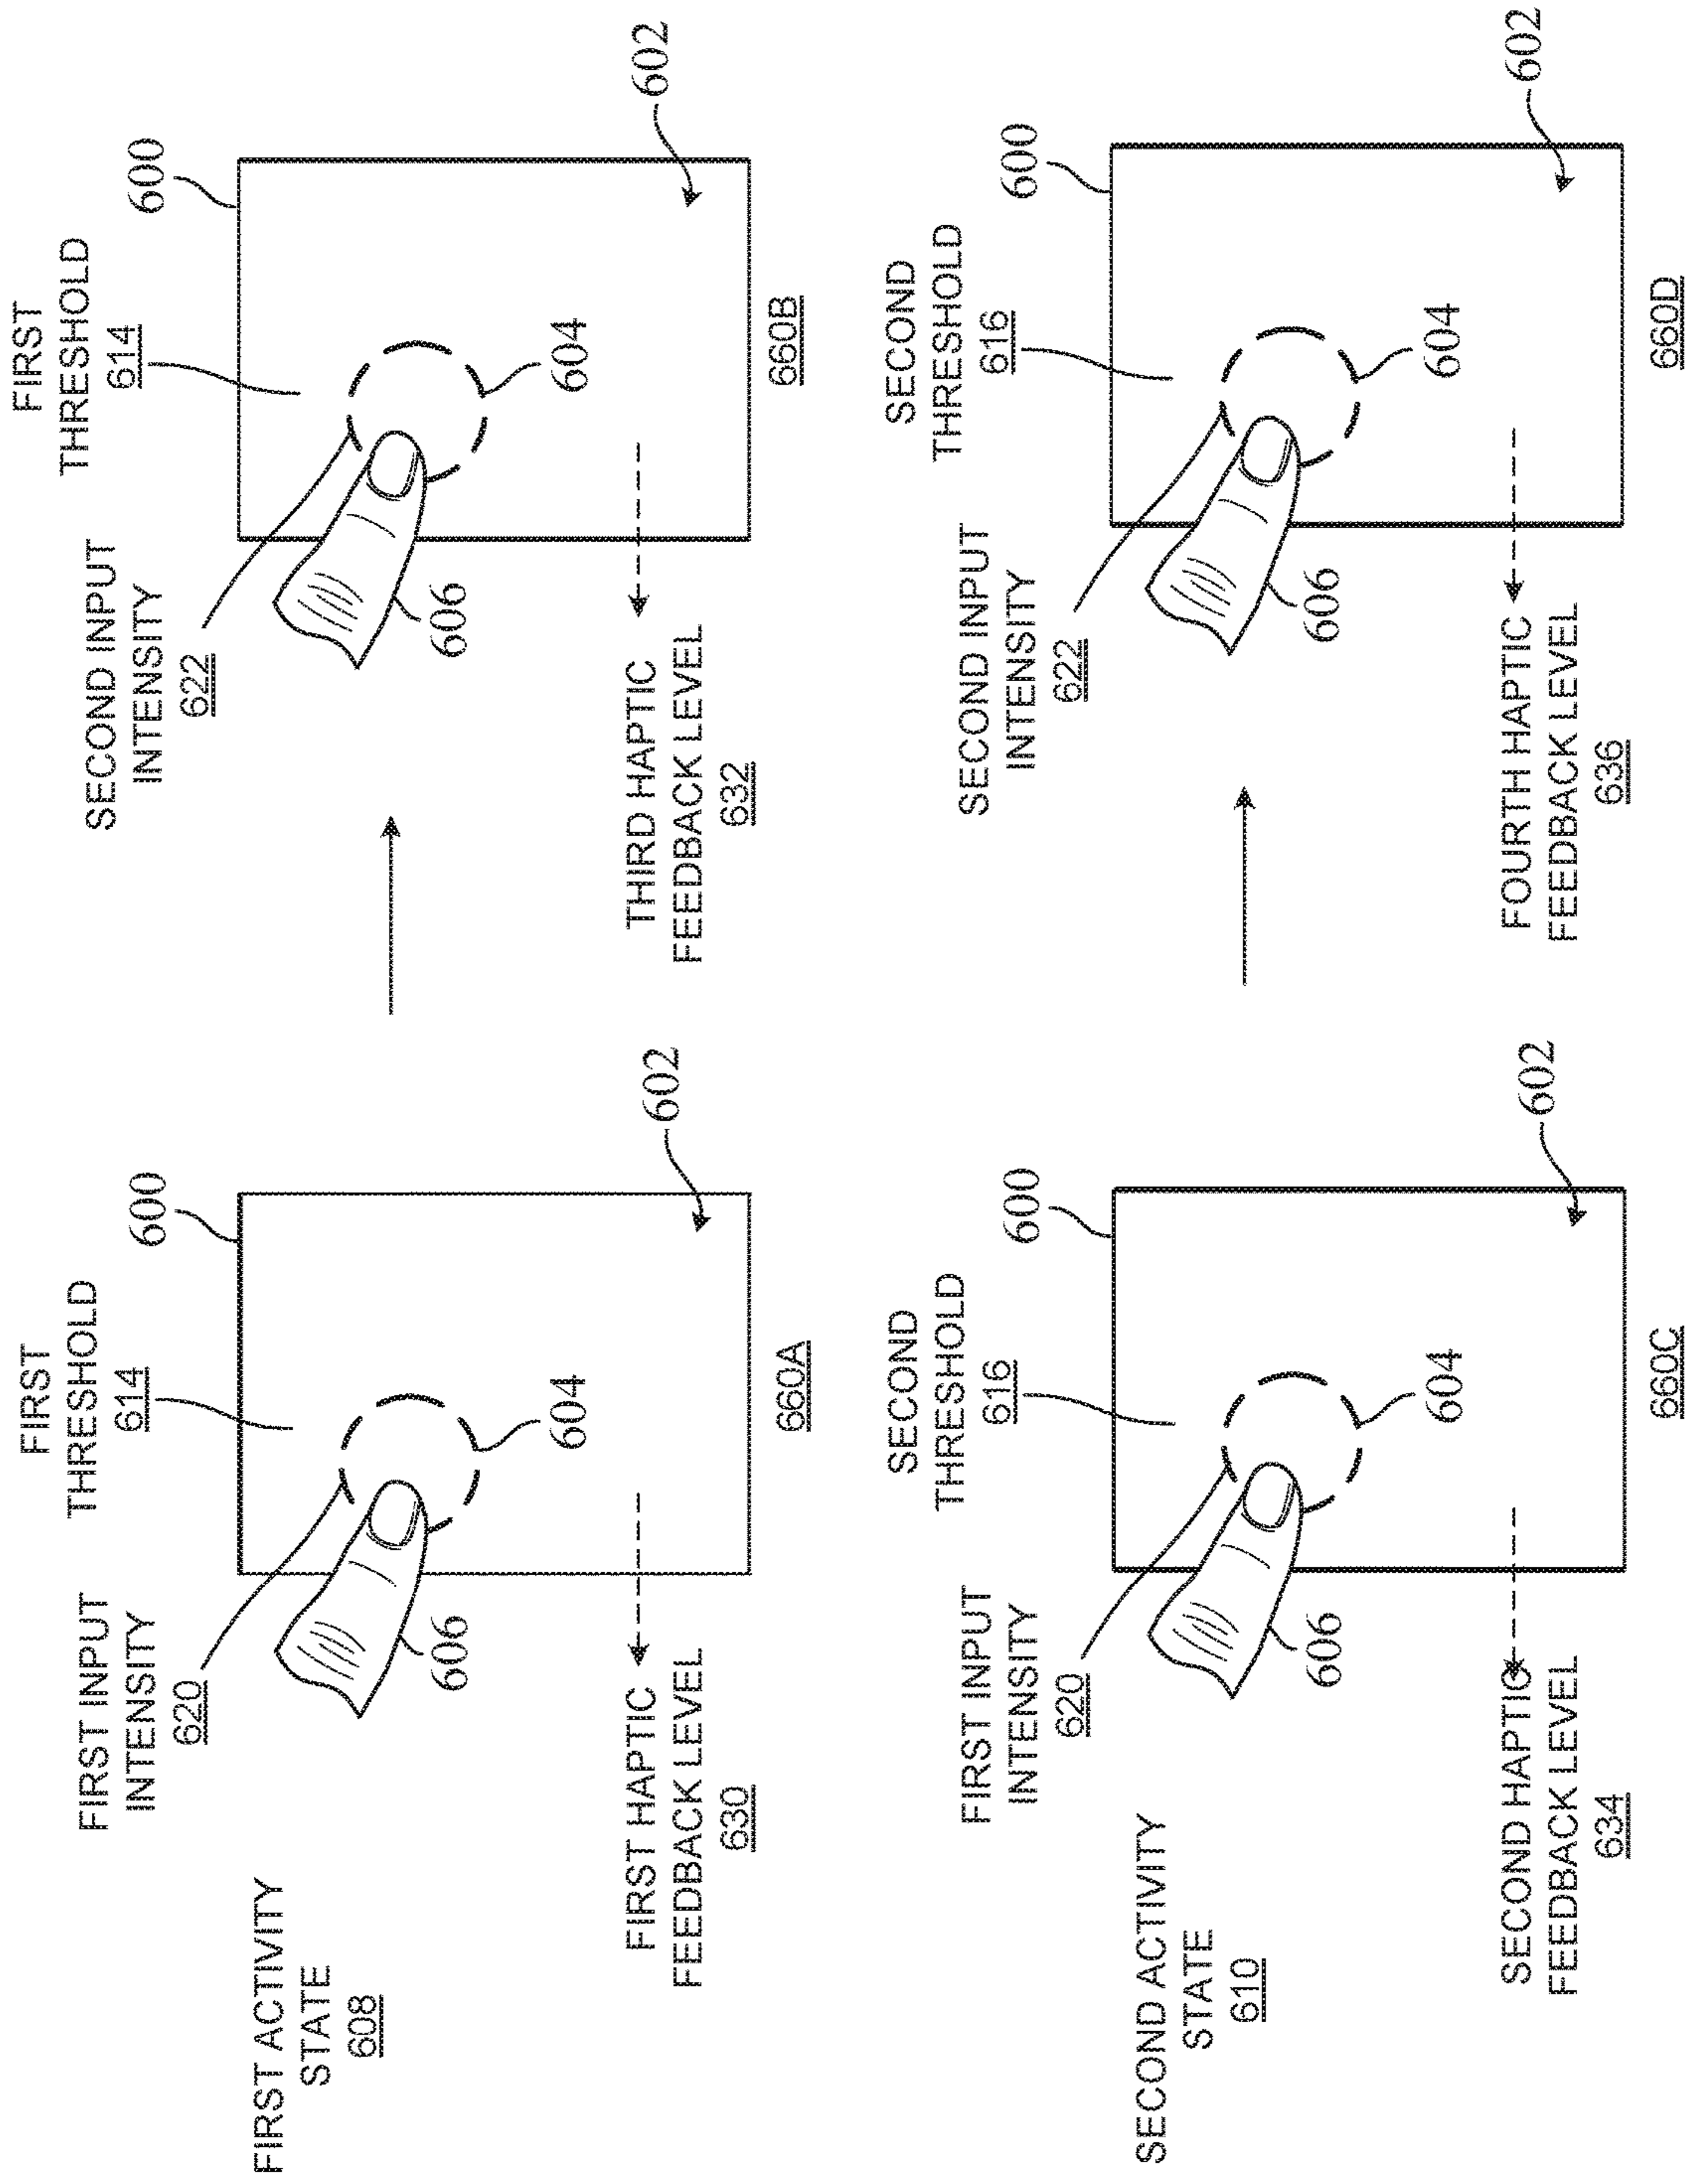 FIRST ACTIVITY
STATE
608
FIRST INPUT
INTENSITY
620
FIRST
THRESHOLD
614
600
602
604
606
FIRST HAPTIC
FEEDBACK LEVEL
630
660A
SECOND INPUT
INTENSITY
622
FIRST
THRESHOLD
614
600
602
604
606
THIRD HAPTIC
FEEDBACK LEVEL
632
660B
SECOND ACTIVITY
STATE
610
FIRST INPUT
INTENSITY
620
SECOND
THRESHOLD
616
600
602
604
606
SECOND HAPTIC
FEEDBACK LEVEL
634
660C
SECOND INPUT
INTENSITY
622
SECOND
THRESHOLD
616
600
602
604
606
FOURTH HAPTIC
FEEDBACK LEVEL
636
660D